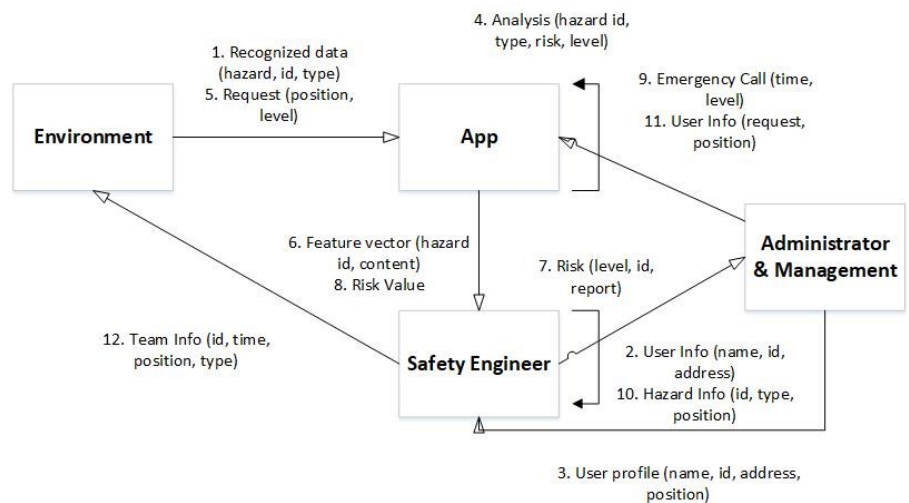 4. Analysis (hazard id,
type, risk, level)
1. Recognized data
(hazard, id, type)
5. Request (position,
level)
9. Emergency Call (time,
level)
11. User Info (request,
position)
Environment
App
Administrator
& Management
6. Feature vector (hazard
id, content)
8. Risk Value
7. Risk (level, id,
report)
12. Team Info (id, time,
position, type)
Safety Engineer
2. User Info (name, id,
address)
10. Hazard Info (id, type,
position)
3. User profile (name, id, address,
position)